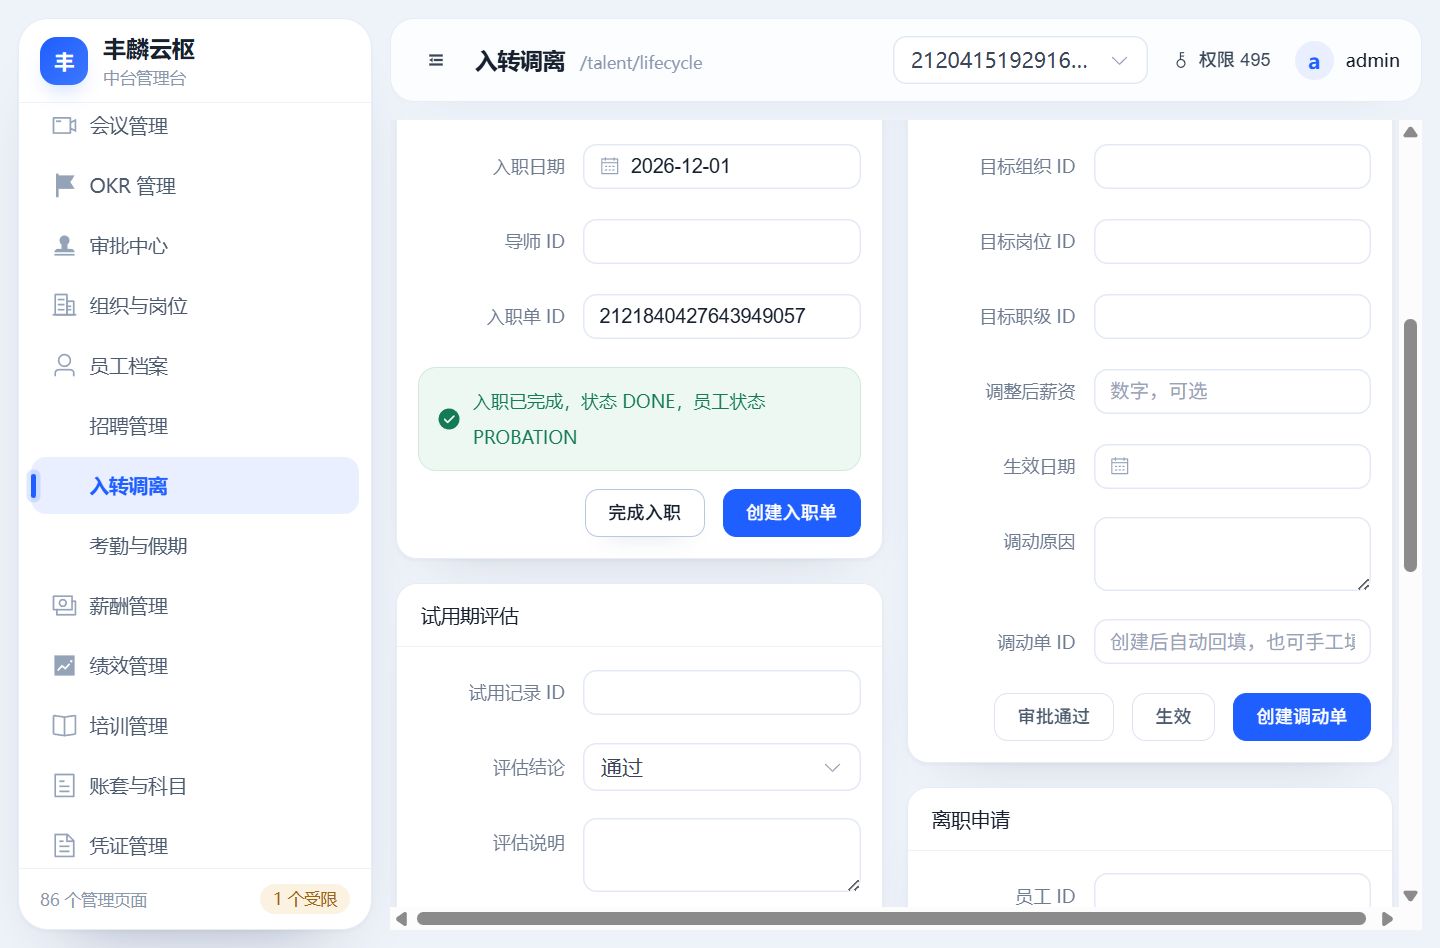 丰
丰麟云枢
中台管理台
会议管理
OKR 管理
审批中心
组织与岗位
员工档案
招聘管理
入转调离
考勤与假期
薪酬管理
绩效管理
培训管理
账套与科目
凭证管理
86 个管理页面
1 个受限
入转调离
/talent/lifecycle
2120415192916...
权限 495
a
admin
入职日期
2026-12-01
导师 ID
入职单 ID
2121840427643949057
入职已完成，状态 DONE，员工状态
PROBATION
完成入职
创建入职单
试用期评估
试用记录 ID
评估结论
通过
评估说明
目标组织 ID
目标岗位 ID
目标职级 ID
调整后薪资
数字，可选
生效日期
调动原因
调动单 ID
创建后自动回填，也可手工填
审批通过
生效
创建调动单
离职申请
员工 ID